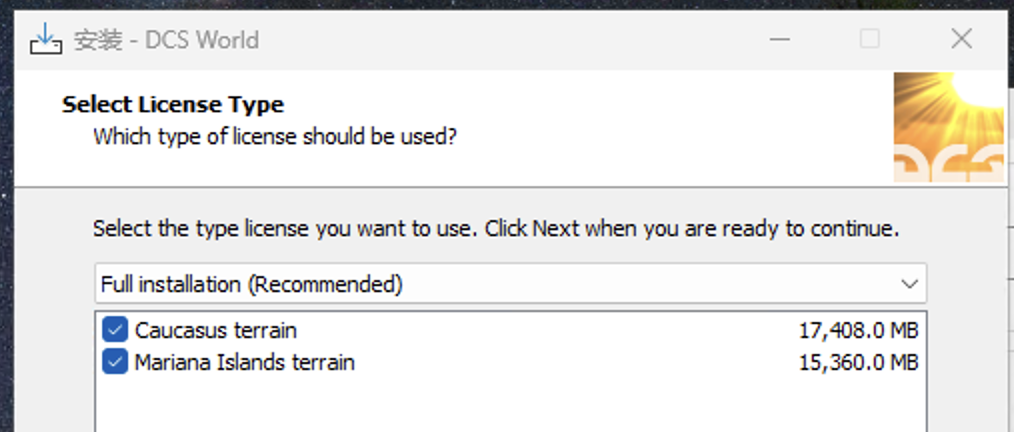 安装 - DCS World
Select License Type
Which type of license should be used?
DCS
Select the type license you want to use. Click Next when you are ready to continue.
Full installation (Recommended)
Caucasus terrain 17,408.0 MB
Mariana Islands terrain 15,360.0 MB